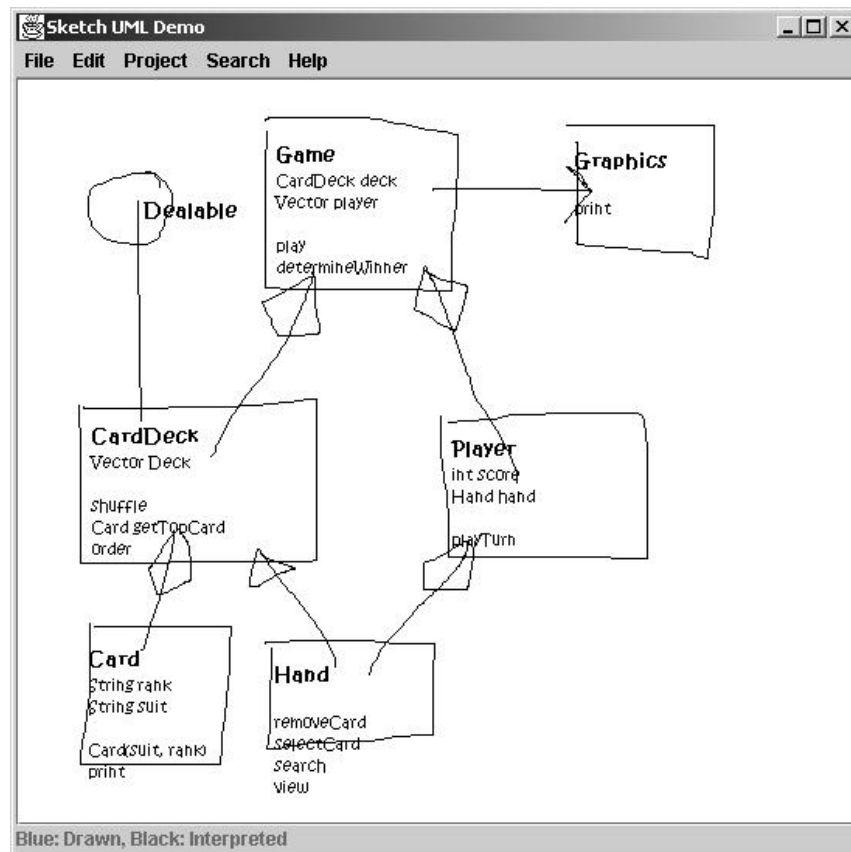 Sketch UML Demo
File Edit Project Search Help
Game
CardDeck deck
Vector player
play
determineWinner
Graphics
print
Dealable
CardDeck
Vector Deck
shuffle
Card getTopCard
order
Player
int score
Hand hand
playTurn
Card
String rank
String suit
Card(suit, rank)
print
Hand
removeCard
selectCard
search
view
Blue: Drawn, Black: Interpreted